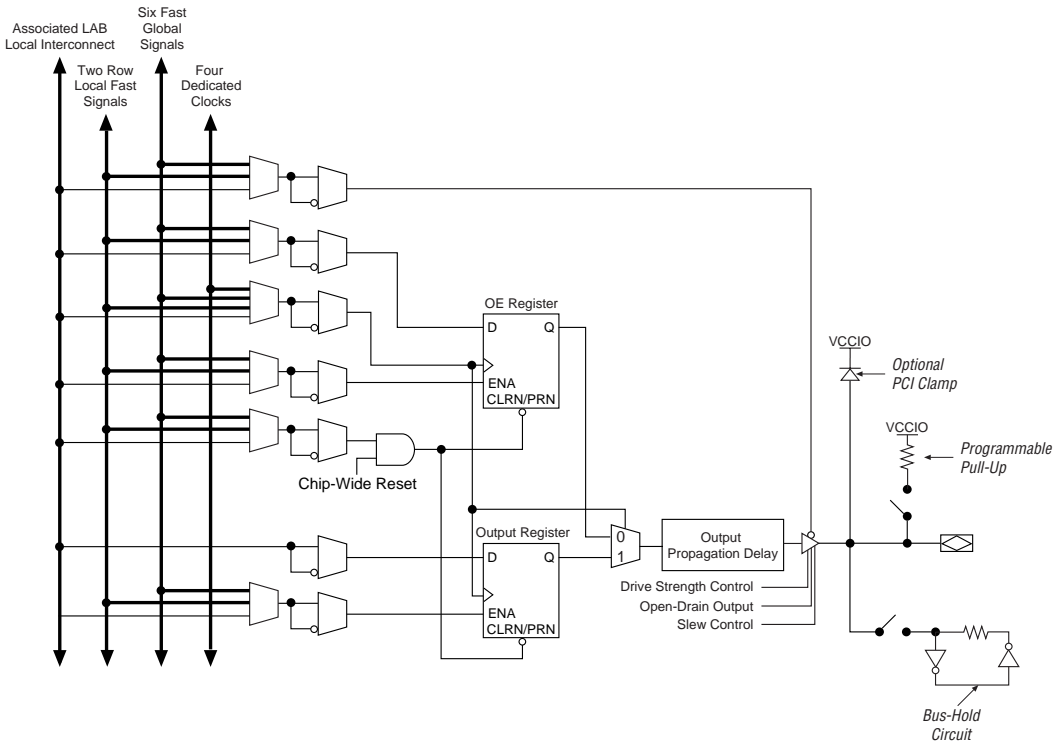 Associated LAB
Local Interconnect
Six Fast
Global
Signals
Two Row
Local Fast
Signals
Four
Dedicated
Clocks
OE Register
D
Q
ENA
CLRN/PRN
Chip-Wide Reset
Output Register
D
Q
ENA
CLRN/PRN
0
1
Output
Propagation Delay
Drive Strength Control
Open-Drain Output
Slew Control
VCCIO
Optional
PCI Clamp
VCCIO
Programmable
Pull-Up
Bus-Hold
Circuit